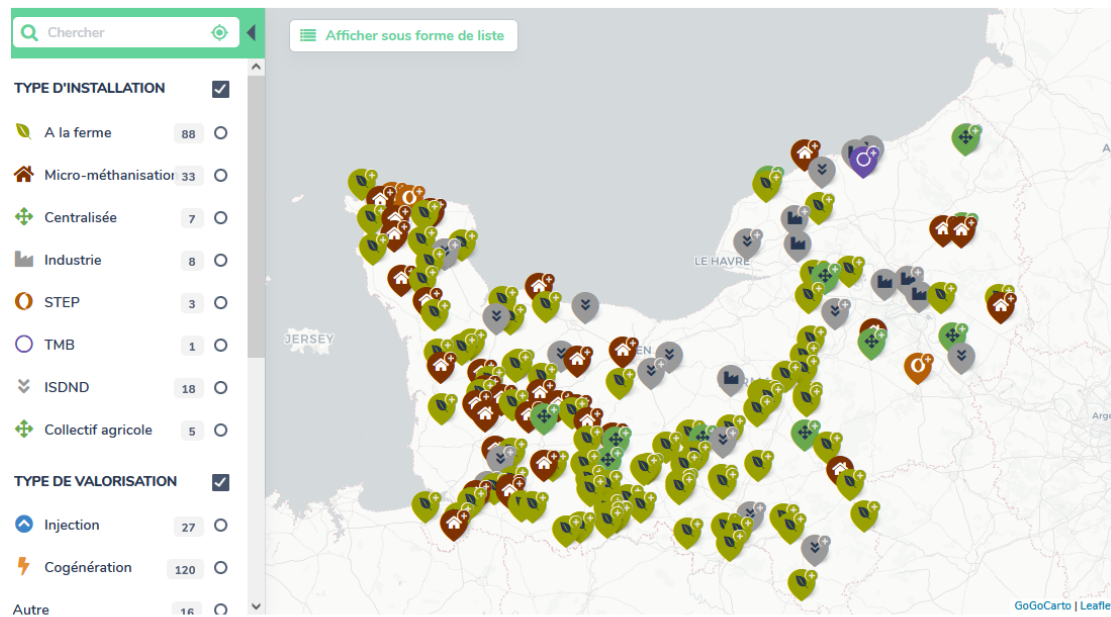 Chercher
Afficher sous forme de liste
TYPE D'INSTALLATION
A la ferme 88
Micro-méthanisation 33
Centralisée 7
Industrie 8
STEP 3
TMB 1
ISDND 18
Collectif agricole 5
TYPE DE VALORISATION
Injection 27
Cogénération 120
Autre 16
LE HAVRE
JERSEY
EN
GoGoCarto | Leafle